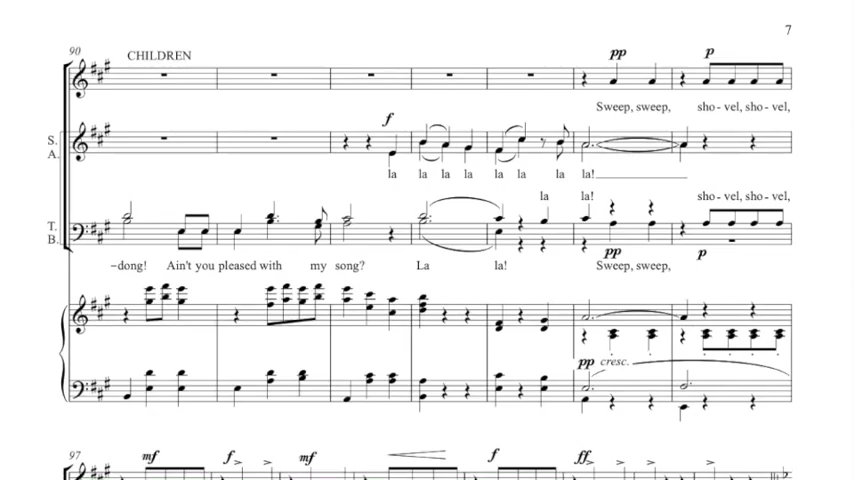 7
90
CHILDREN
pp p
Sweep, sweep, sho - vel, sho - vel,
f
S.
A.
la la la la la la la la!
la la! sho - vel, sho - vel,
T.
B.
pp p
-dong! Ain't you pleased with my song? La la! Sweep, sweep,
pp cresc.
97
mf f mf f ff